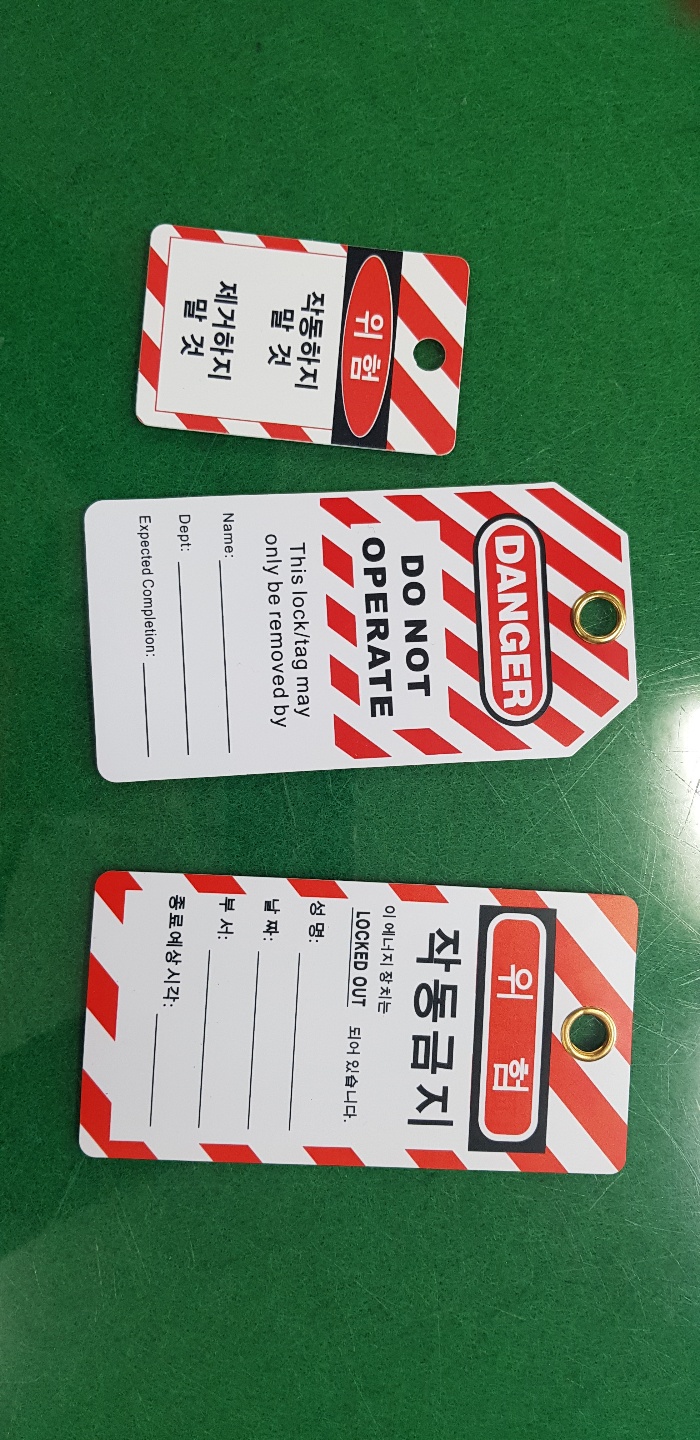 위 험
작동하지
말 것
제거하지
말 것
DANGER
DO NOT
OPERATE
This lock/tag may
only be removed by
Name:
Dept:
Expected Completion:
위 험
작동금지
이 에너지 장치는
LOCKED OUT 되어 있습니다.
성 명:
날 짜:
부 서:
종료예상시각: